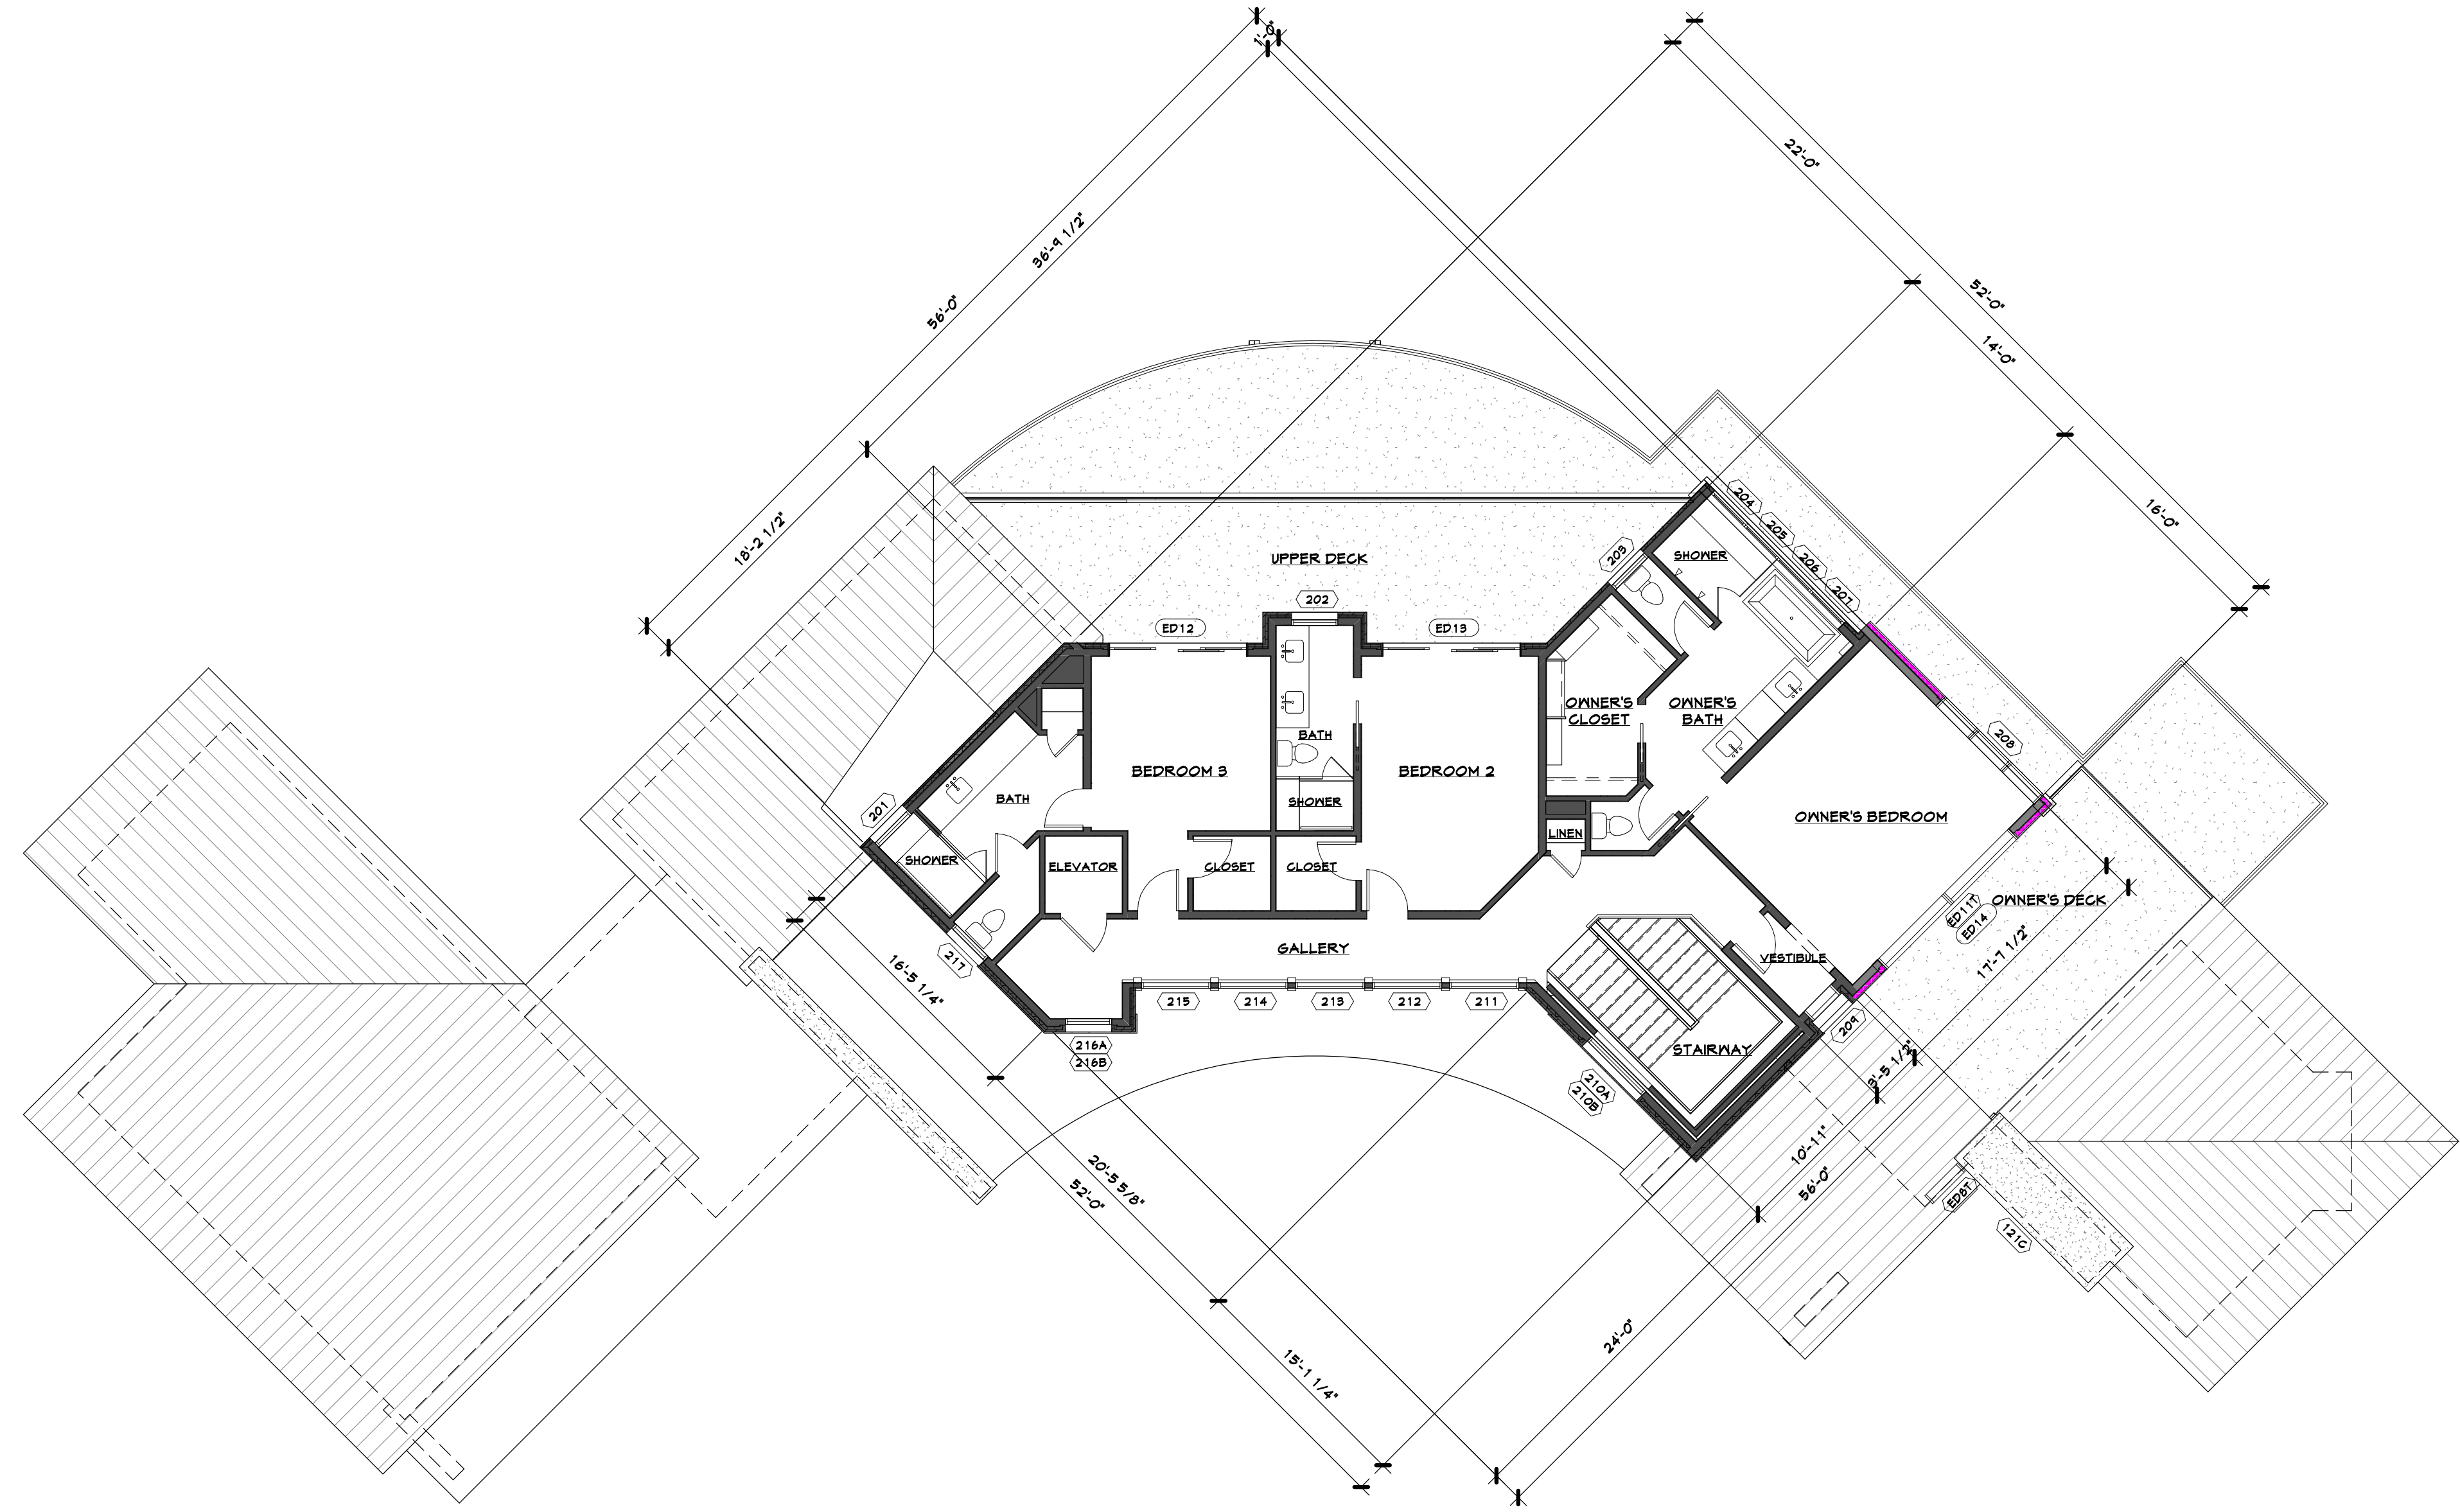 1'-0"
22'-0"
52'-0"
36'-9 1/2"
56'-0"
14'-0"
16'-0"
18'-2 1/2"
204
205
206
207
203
SHOWER
UPPER DECK
202
ED12
ED13
OWNER'S
CLOSET
OWNER'S
BATH
BATH
208
BEDROOM 3
BEDROOM 2
BATH
SHOWER
201
OWNER'S BEDROOM
LINEN
SHOWER
ELEVATOR
CLOSET
CLOSET
OWNER'S DECK
ED11T
ED14
GALLERY
VESTIBULE
217
16'-5 1/4"
17'-7 1/2"
215
214
213
212
211
209
216A
216B
STAIRWAY
3'-5 1/2"
210A
210B
10'-11"
56'-0"
20'-5 5/8"
52'-0"
ED8T
121C
24'-0"
15'-1 1/4"